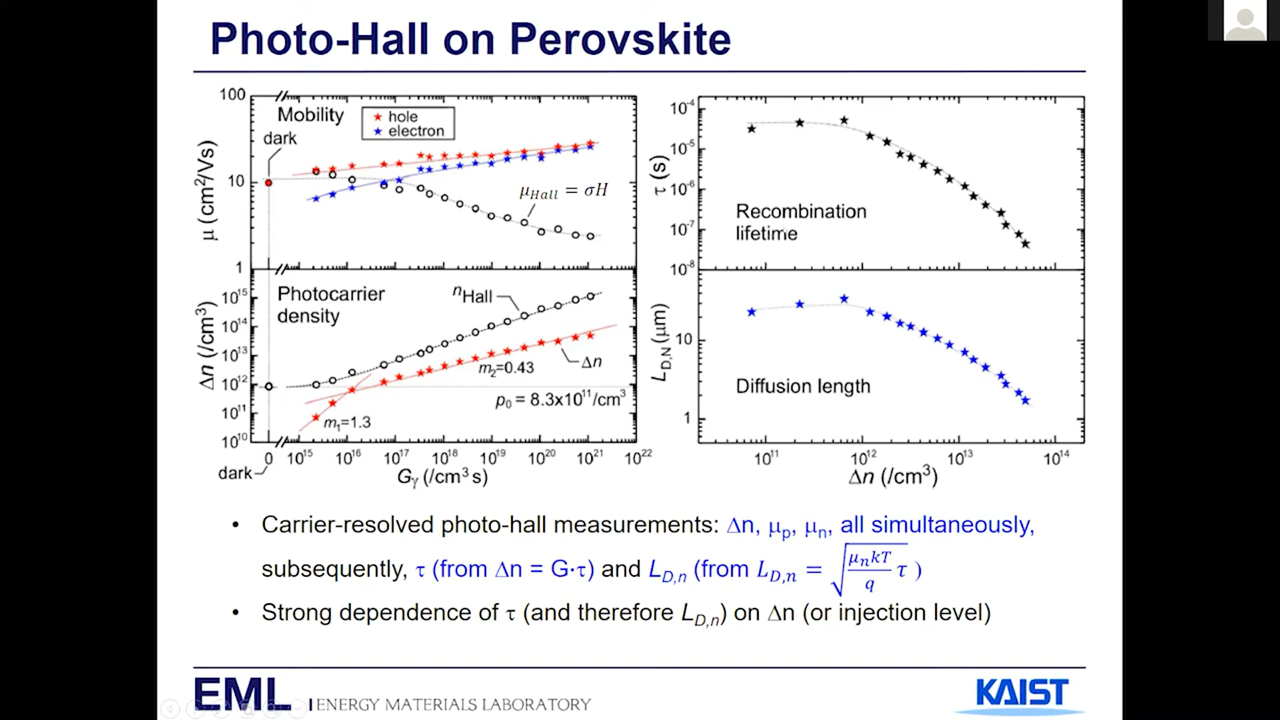 Photo-Hall on Perovskite
100
Mobility
dark
★ hole
★ electron
μ (cm²/Vs)
10
μ_Hall = σH
1
Photocarrier
density
n_Hall
Δn (/cm³)
10¹⁵
10¹⁴
10¹³
10¹²
10¹¹
10¹⁰
Δn
m₂=0.43
p₀ = 8.3x10¹¹/cm³
m₁=1.3
dark
0
10¹⁵ 10¹⁶ 10¹⁷ 10¹⁸ 10¹⁹ 10²⁰ 10²¹ 10²²
G_γ (/cm³ s)
10⁻⁴
10⁻⁵
10⁻⁶
10⁻⁷
10⁻⁸
τ (s)
Recombination
lifetime
L_D,N (μm)
10
1
Diffusion length
10¹¹ 10¹² 10¹³ 10¹⁴
Δn (/cm³)
• Carrier-resolved photo-hall measurements: Δn, μₚ, μₙ, all simultaneously,
subsequently, τ (from Δn = G·τ) and L_D,n (from L_D,n = √(μₙkT/q τ) )
• Strong dependence of τ (and therefore L_D,n) on Δn (or injection level)
EML | ENERGY MATERIALS LABORATORY
KAIST